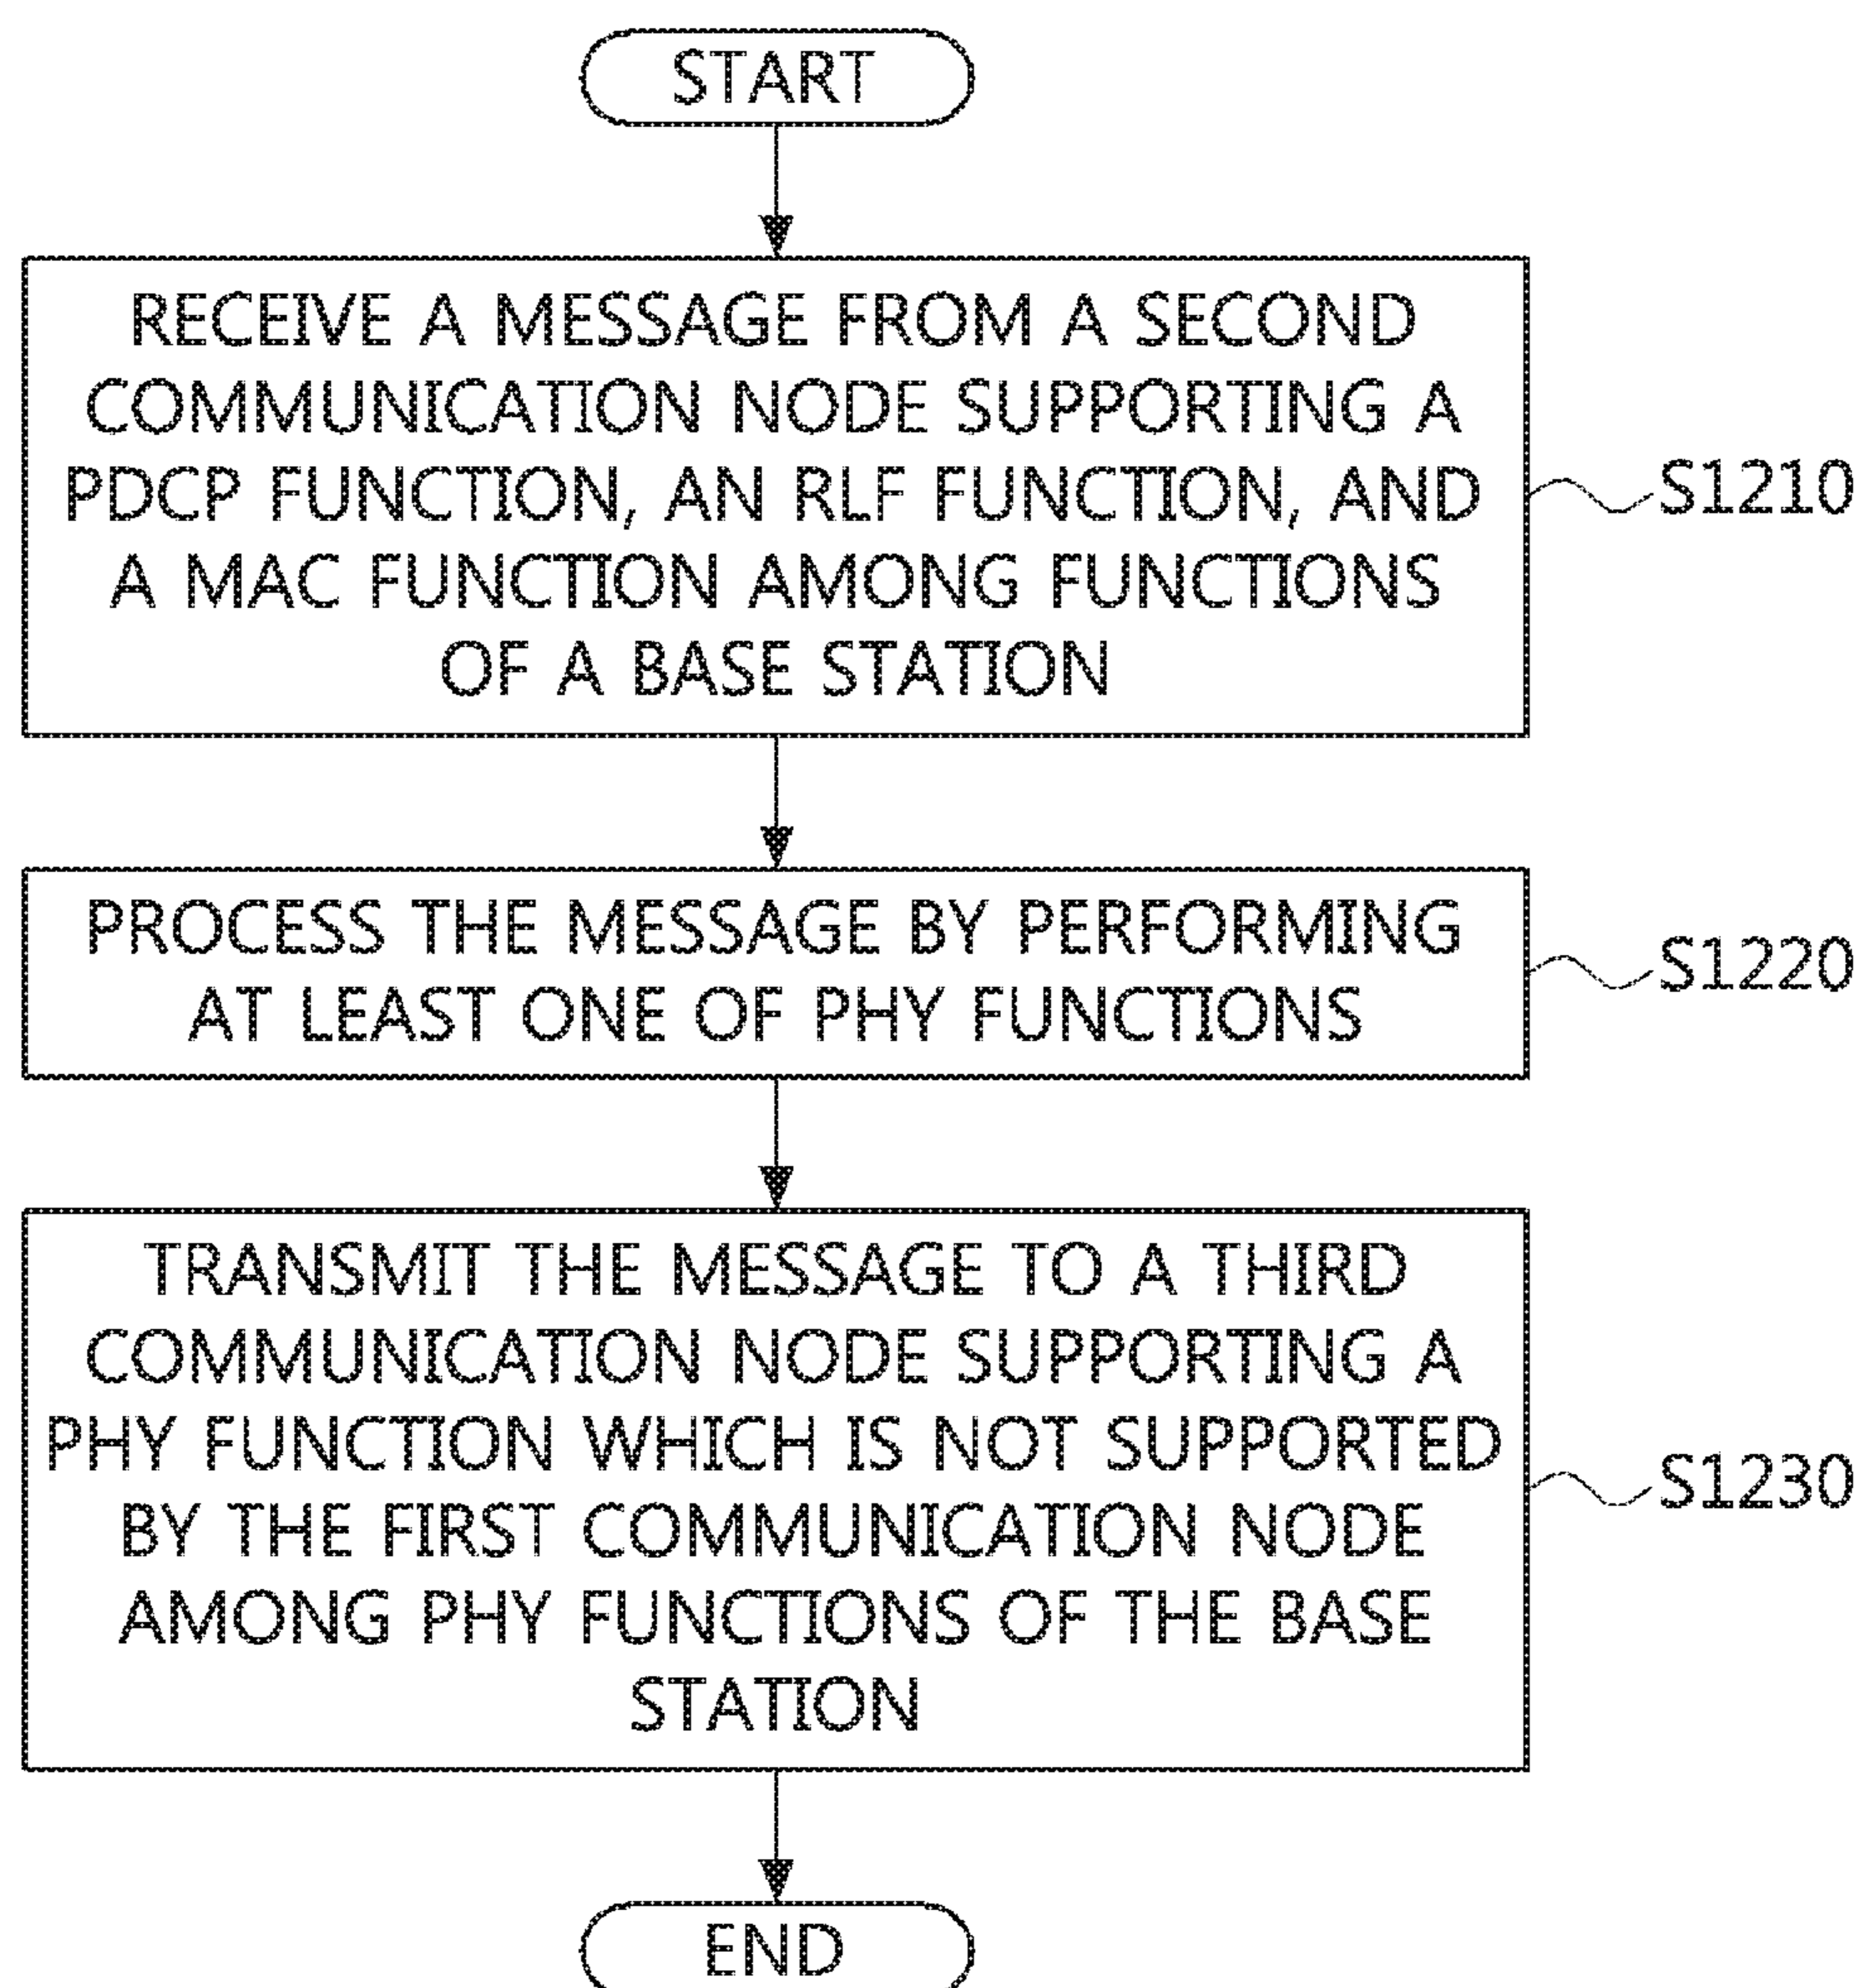 START
RECEIVE A MESSAGE FROM A SECOND
COMMUNICATION NODE SUPPORTING A
PDCP FUNCTION, AN RLF FUNCTION, AND
A MAC FUNCTION AMONG FUNCTIONS
OF A BASE STATION
S1210
PROCESS THE MESSAGE BY PERFORMING
AT LEAST ONE OF PHY FUNCTIONS
S1220
TRANSMIT THE MESSAGE TO A THIRD
COMMUNICATION NODE SUPPORTING A
PHY FUNCTION WHICH IS NOT SUPPORTED
BY THE FIRST COMMUNICATION NODE
AMONG PHY FUNCTIONS OF THE BASE
STATION
S1230
END